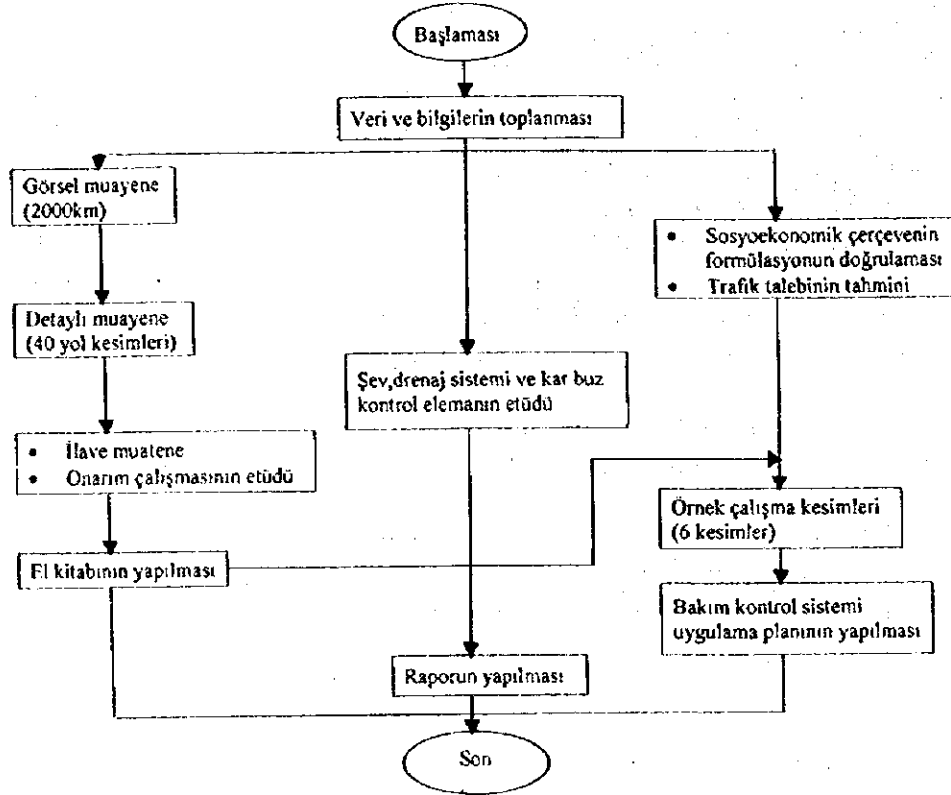 Başlaması
Veri ve bilgilerin toplanması
Görsel muayene
(2000km)
• Sosyoekonomik çerçevenin
formülasyonun doğrulaması
• Trafik talebinin tahmini
Detaylı muayene
(40 yol kesimleri)
Şev,drenaj sistemi ve kar buz
kontrol elemanın etüdü
• İlave muatene
• Onarım çalışmasının etüdü
Örnek çalışma kesimleri
(6 kesimler)
El kitabının yapılması
Bakım kontrol sistemi
uygulama planının yapılması
Raporun yapılması
Son